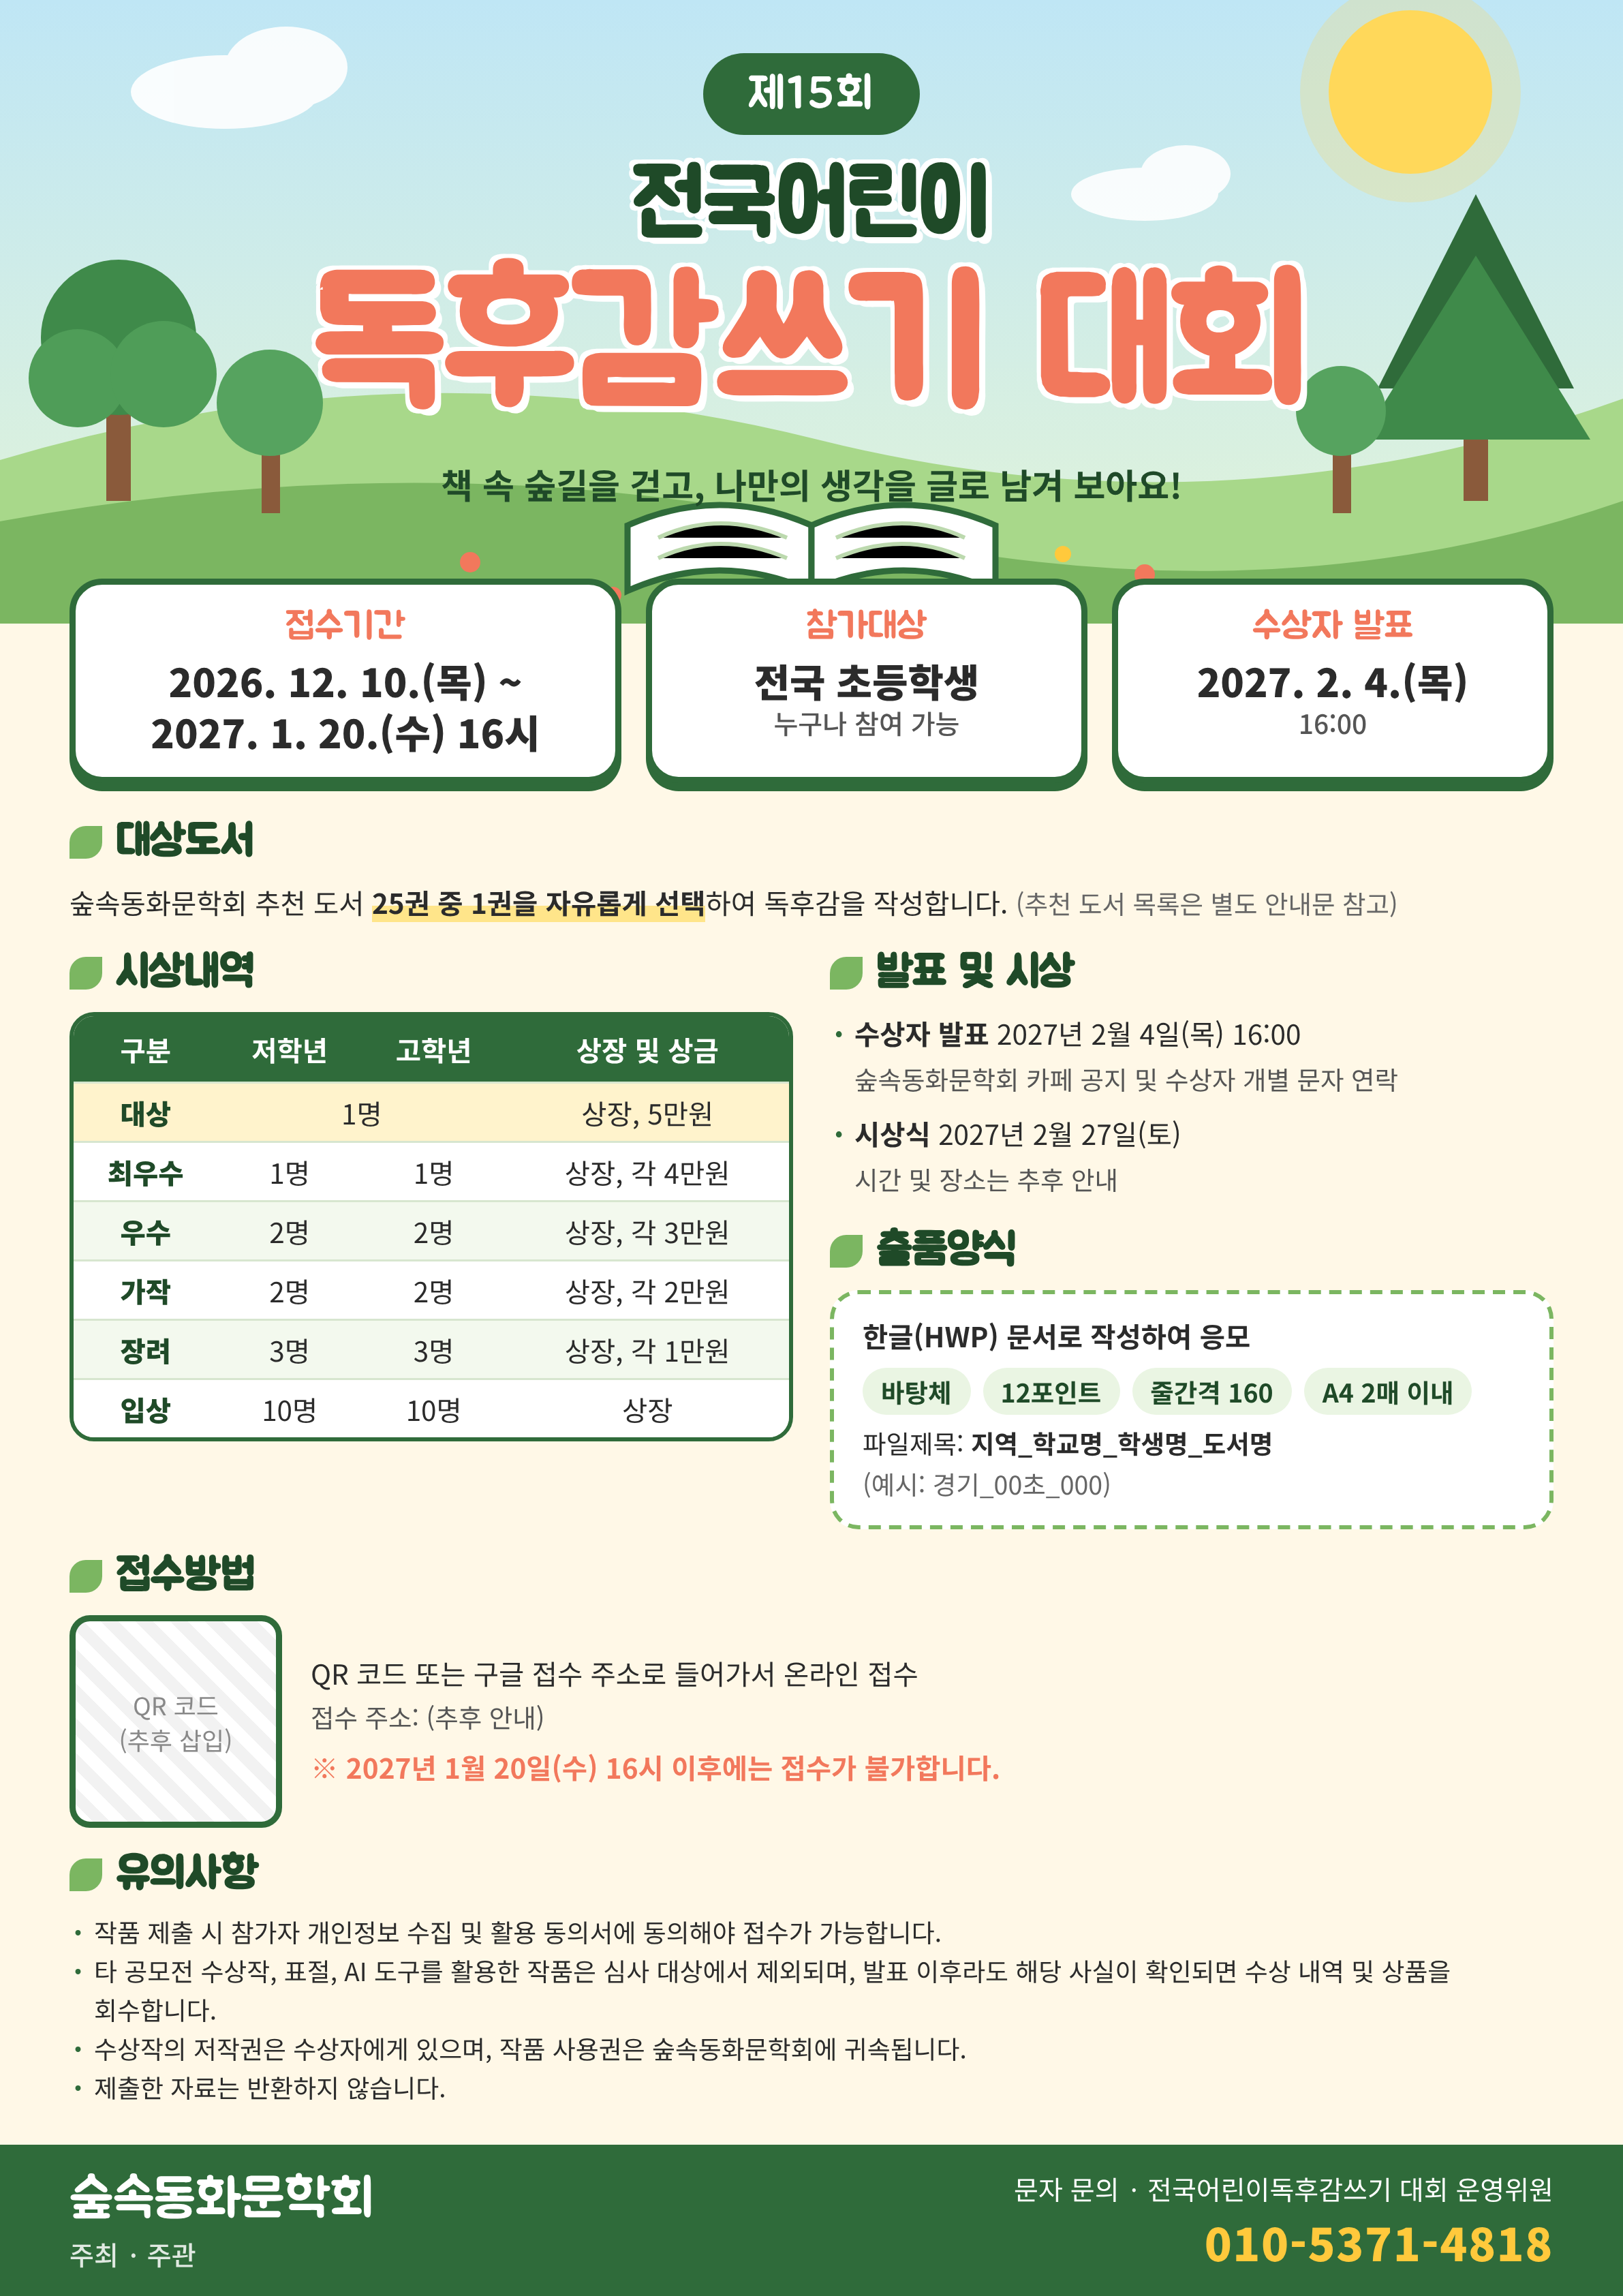 제15회
전국어린이
독후감쓰기 대회
책 속 숲길을 걷고, 나만의 생각을 글로 남겨 보아요!
접수기간
2026. 12. 10.(목) ~
2027. 1. 20.(수) 16시
참가대상
전국 초등학생
누구나 참여 가능
수상자 발표
2027. 2. 4.(목)
16:00
대상도서
숲속동화문학회 추천 도서 25권 중 1권을 자유롭게 선택하여 독후감을 작성합니다. (추천 도서 목록은 별도 안내문 참고)
시상내역
구분 저학년 고학년 상장 및 상금
대상 1명 상장, 5만원
최우수 1명 1명 상장, 각 4만원
우수 2명 2명 상장, 각 3만원
가작 2명 2명 상장, 각 2만원
장려 3명 3명 상장, 각 1만원
입상 10명 10명 상장
발표 및 시상
• 수상자 발표 2027년 2월 4일(목) 16:00
숲속동화문학회 카페 공지 및 수상자 개별 문자 연락
• 시상식 2027년 2월 27일(토)
시간 및 장소는 추후 안내
출품양식
한글(HWP) 문서로 작성하여 응모
바탕체 12포인트 줄간격 160 A4 2매 이내
파일제목: 지역_학교명_학생명_도서명
(예시: 경기_00초_000)
접수방법
QR 코드
(추후 삽입)
QR 코드 또는 구글 접수 주소로 들어가서 온라인 접수
접수 주소: (추후 안내)
※ 2027년 1월 20일(수) 16시 이후에는 접수가 불가합니다.
유의사항
• 작품 제출 시 참가자 개인정보 수집 및 활용 동의서에 동의해야 접수가 가능합니다.
• 타 공모전 수상작, 표절, AI 도구를 활용한 작품은 심사 대상에서 제외되며, 발표 이후라도 해당 사실이 확인되면 수상 내역 및 상품을
회수합니다.
• 수상작의 저작권은 수상자에게 있으며, 작품 사용권은 숲속동화문학회에 귀속됩니다.
• 제출한 자료는 반환하지 않습니다.
숲속동화문학회
주최 · 주관
문자 문의 · 전국어린이독후감쓰기 대회 운영위원
010-5371-4818